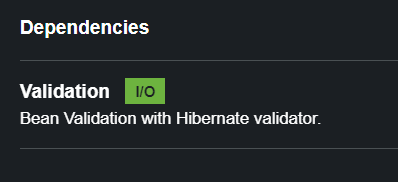 Dependencies
Validation I/O
Bean Validation with Hibernate validator.